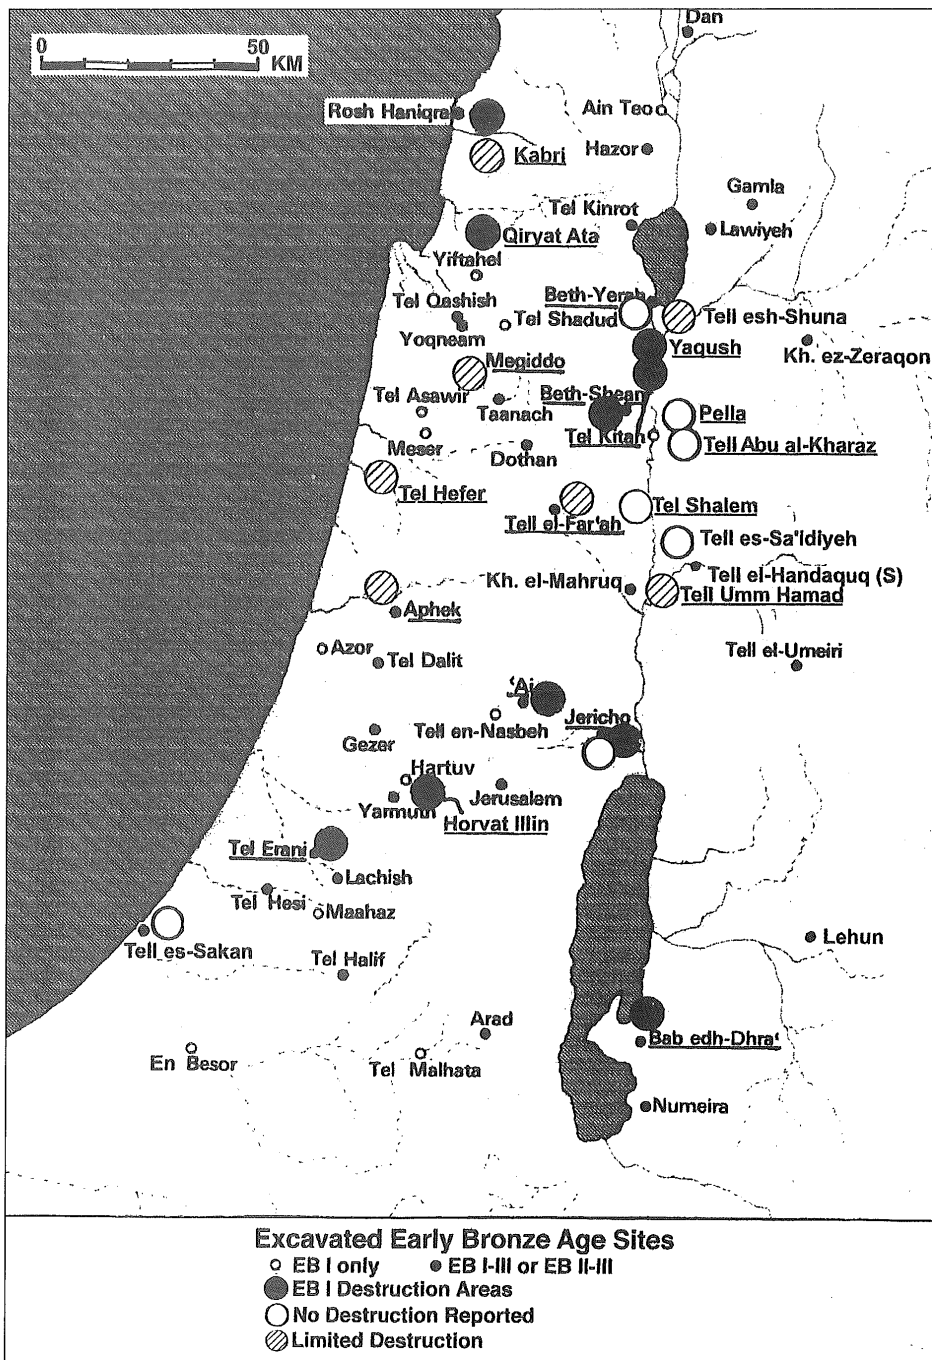 0 50
KM
Dan
Rosh Haniqra
Ain Teo
Kabri
Hazor
Gamla
Tel Kinrot
Lawiyeh
Qiryat Ata
Yiftahel
Beth-Yerah
Tel Qashish
Tel Shadud
Tell esh-Shuna
Yoqneam
Yaqush
Kh. ez-Zeraqon
Megiddo
Tel Asawir
Taanach
Beth-Shean
Pella
Meser
Dothan
Tel Kitan
Tell Abu al-Kharaz
Tel Hefer
Tell el-Far'ah
Tel Shalem
Tell es-Sa'idiyeh
Kh. el-Mahruq
Tell el-Handaquq (S)
Tell Umm Hamad
Aphek
Azor
Tel Dalit
Tell el-Umeiri
'Ai
Tell en-Nasbeh
Jericho
Gezer
Hartuv
Yarmuth
Jerusalem
Horvat Illin
Tel Erani
Lachish
Tel Hesi
Maahaz
Tell es-Sakan
Tel Halif
Lehun
Arad
Bab edh-Dhra'
En Besor
Tel Malhata
Numeira
Excavated Early Bronze Age Sites
EB I only EB I-III or EB II-III
EB I Destruction Areas
No Destruction Reported
Limited Destruction